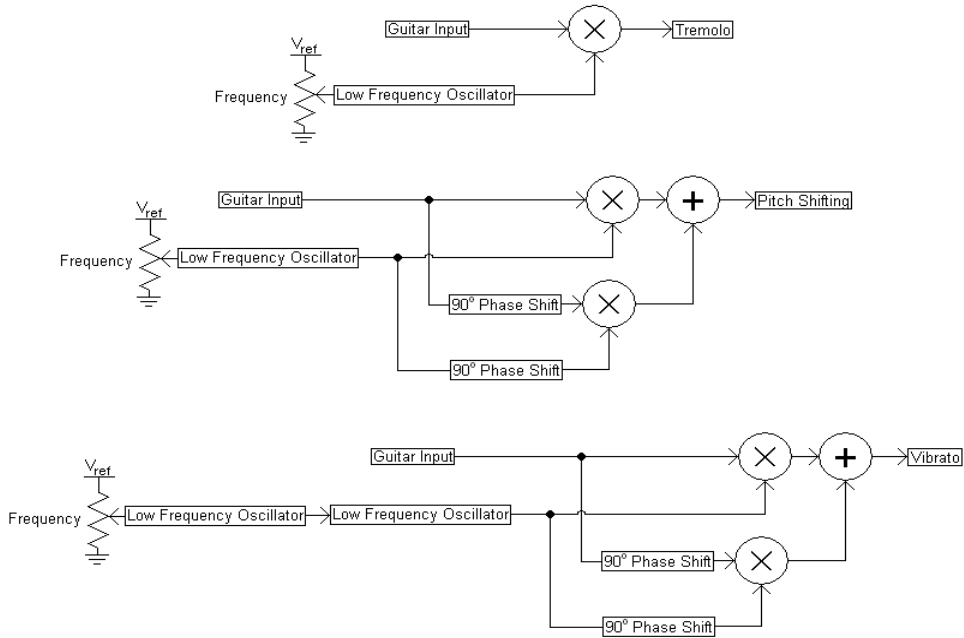 Guitar Input
×
Tremolo
Vref
Frequency
Low Frequency Oscillator
Guitar Input
×
+
Pitch Shifting
Vref
Frequency
Low Frequency Oscillator
90° Phase Shift
×
90° Phase Shift
Guitar Input
×
+
Vibrato
Vref
Frequency
Low Frequency Oscillator
Low Frequency Oscillator
90° Phase Shift
×
90° Phase Shift